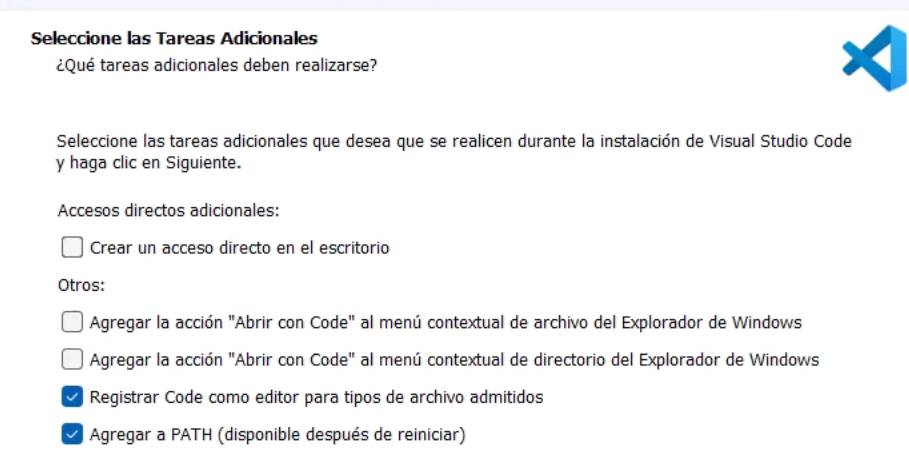 Seleccione las Tareas Adicionales
¿Qué tareas adicionales deben realizarse?
Seleccione las tareas adicionales que desea que se realicen durante la instalación de Visual Studio Code
y haga clic en Siguiente.
Accesos directos adicionales:
Crear un acceso directo en el escritorio
Otros:
Agregar la acción "Abrir con Code" al menú contextual de archivo del Explorador de Windows
Agregar la acción "Abrir con Code" al menú contextual de directorio del Explorador de Windows
Registrar Code como editor para tipos de archivo admitidos
Agregar a PATH (disponible después de reiniciar)